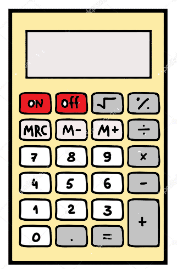 ON Off √ %
MRC M- M+ ÷
7 8 9 x
4 5 6 -
1 2 3 +
0 . =